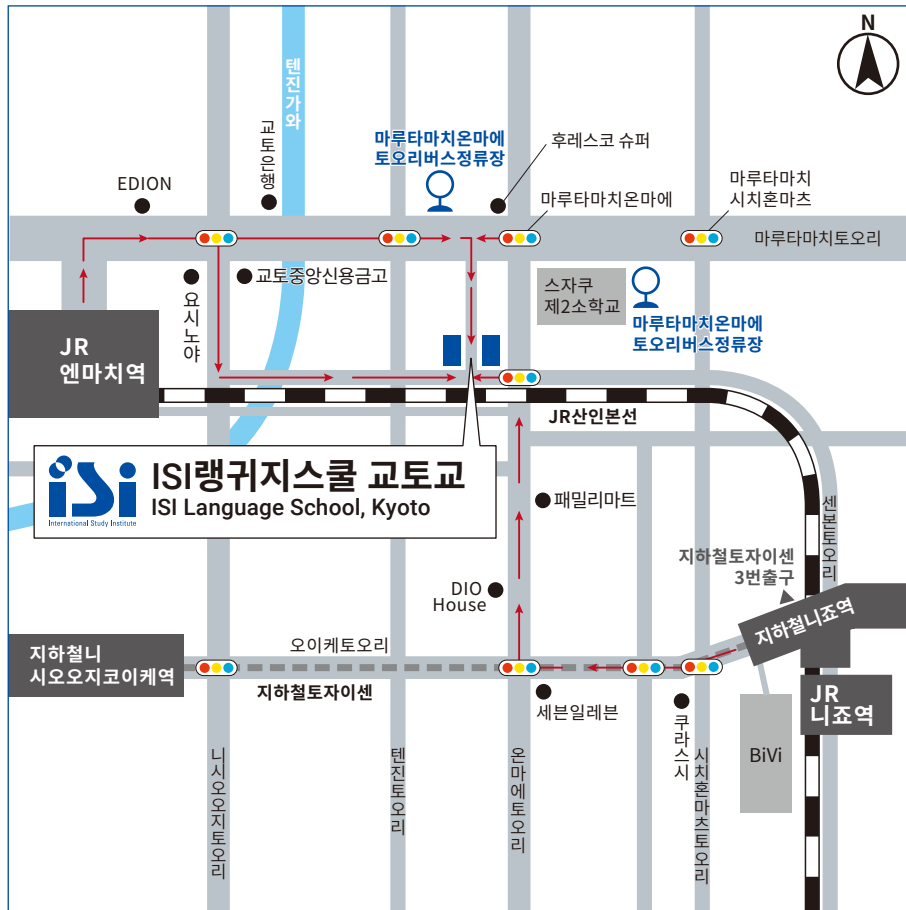 N
텐진가와
교토은행
마루타마치온마에
토오리버스정류장
후레스코 슈퍼
EDION
마루타마치온마에
마루타마치
시치혼마츠
마루타마치토오리
요시노야
교토중앙신용금고
스자쿠
제2소학교
마루타마치온마에
토오리버스정류장
JR
엔마치역
JR산인본선
iSi
International Study Institute
ISI랭귀지스쿨 교토교
ISI Language School, Kyoto
패밀리마트
센본토오리
지하철토자이센
3번출구
DIO
House
지하철니죠역
오이케토오리
지하철니
시오오지코이케역
지하철토자이센
세븐일레븐
쿠라스시
JR
니죠역
BiVi
니시오오지토오리
텐진토오리
온마에토오리
시치혼마츠토오리